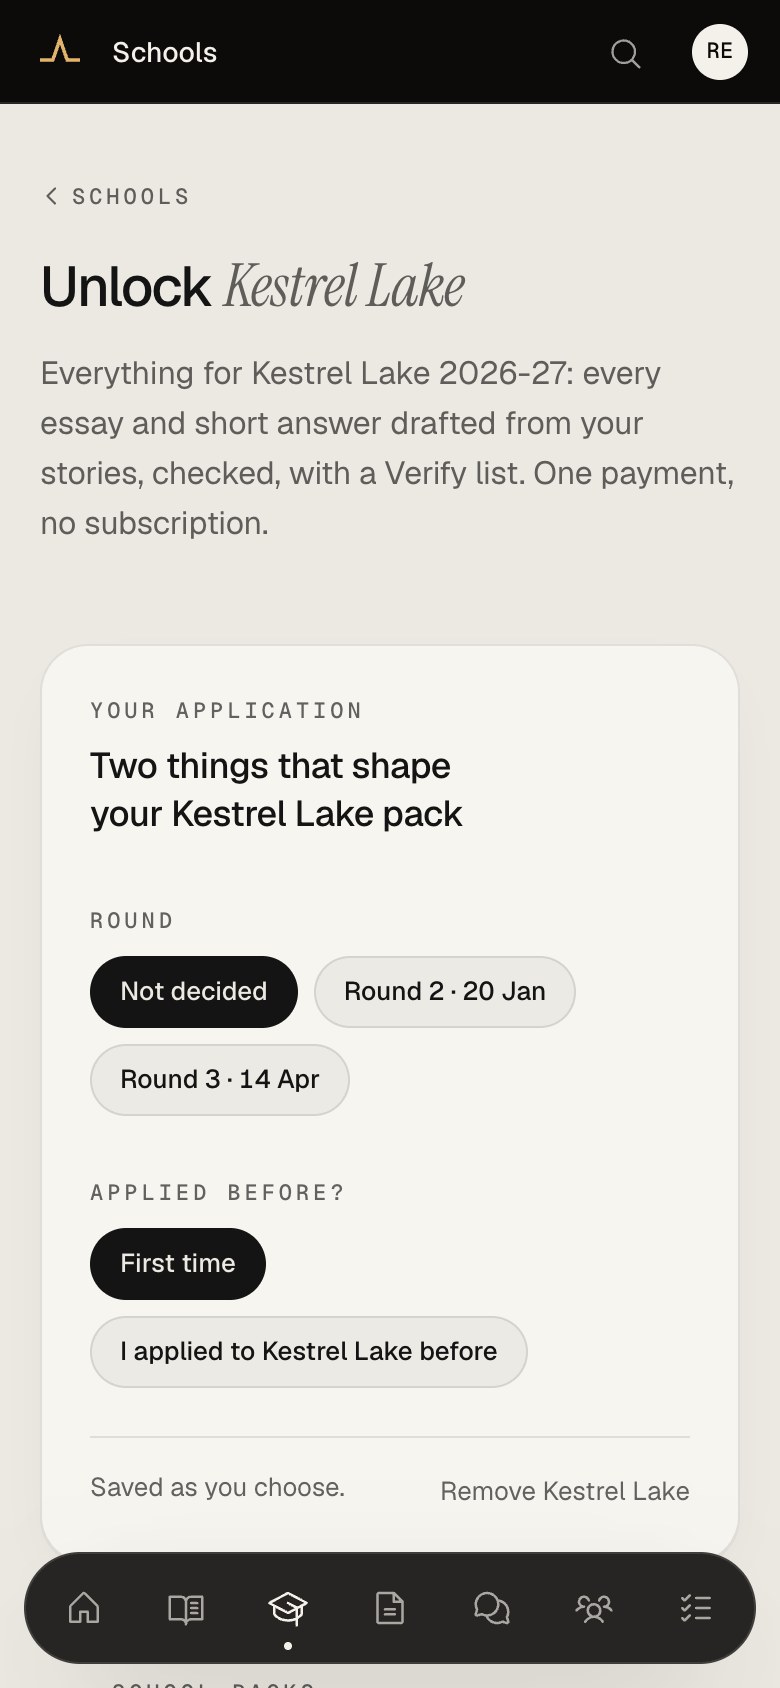 Schools
RE
SCHOOLS
Unlock Kestrel Lake
Everything for Kestrel Lake 2026-27: every
essay and short answer drafted from your
stories, checked, with a Verify list. One payment,
no subscription.
YOUR APPLICATION
Two things that shape
your Kestrel Lake pack
ROUND
Not decided
Round 2 · 20 Jan
Round 3 · 14 Apr
APPLIED BEFORE?
First time
I applied to Kestrel Lake before
Saved as you choose.
Remove Kestrel Lake